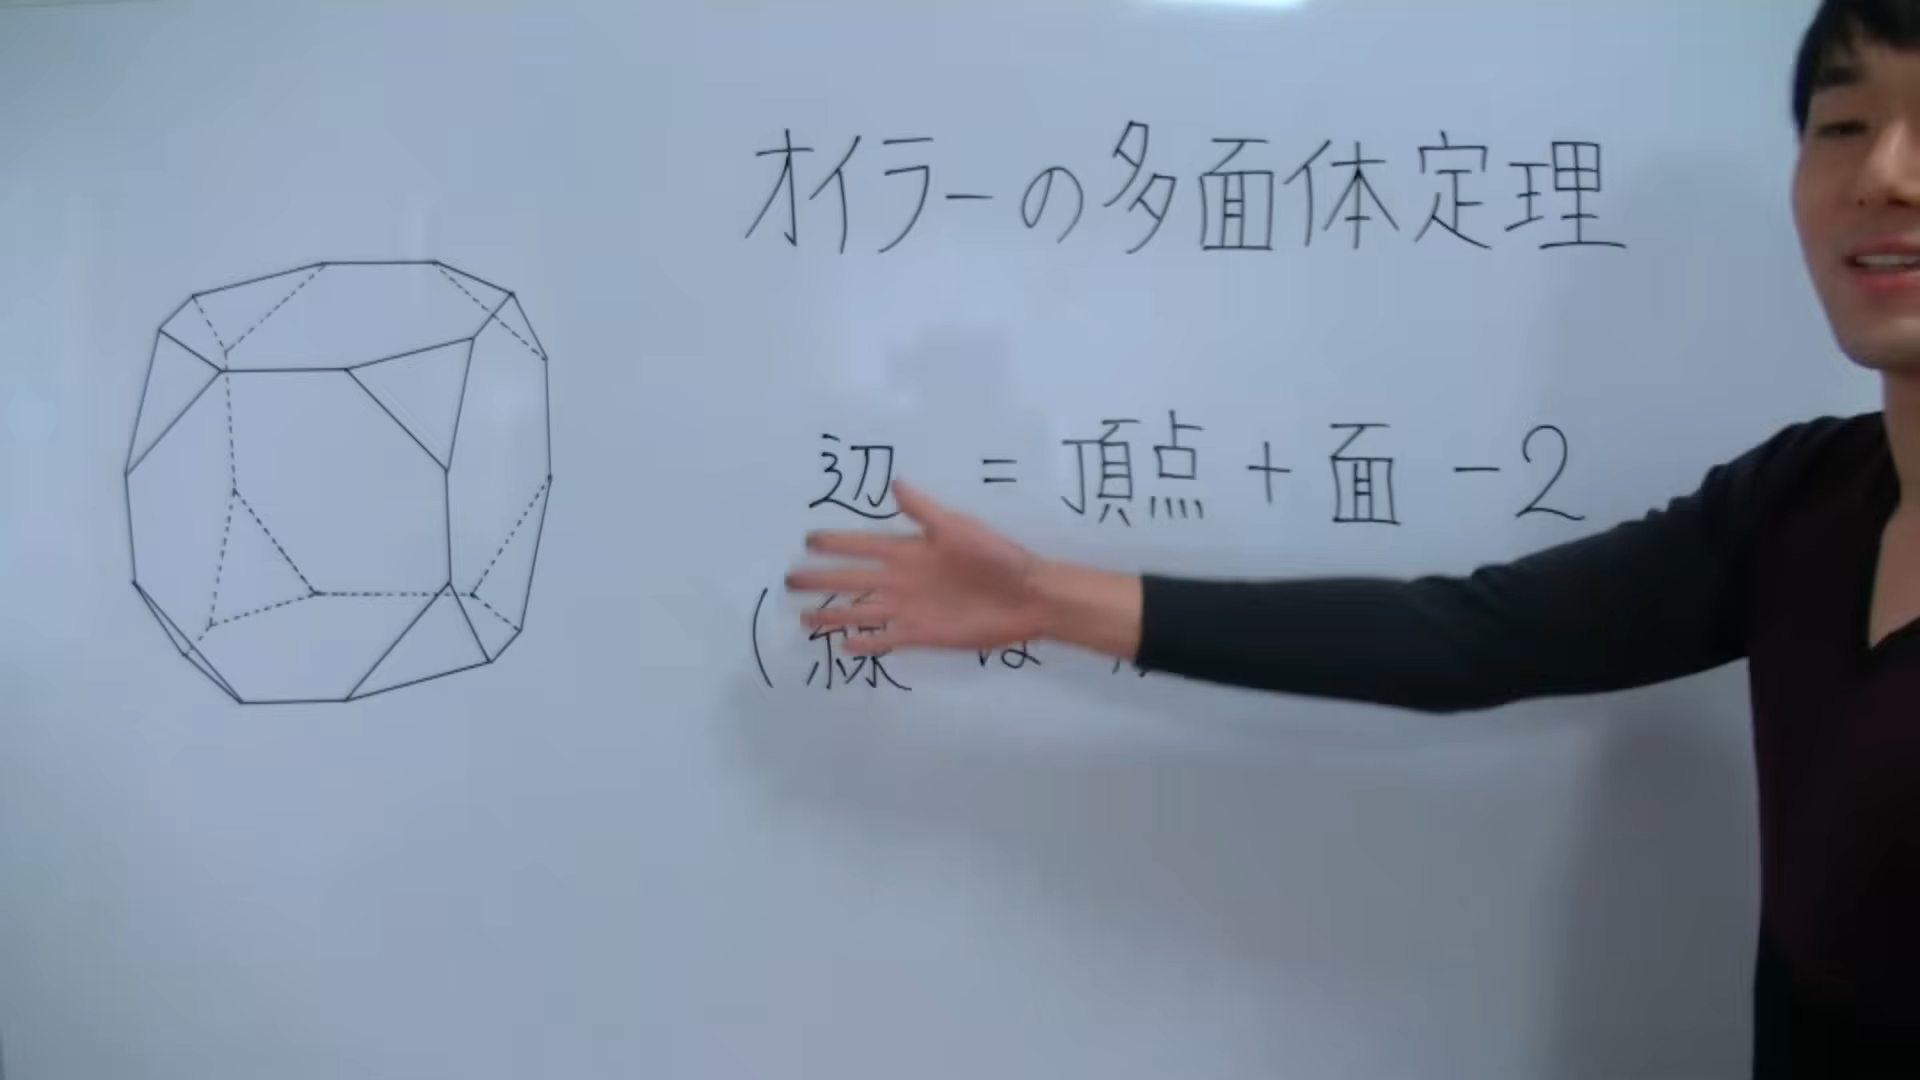 オイラーの多面体定理
辺 = 頂点 + 面 - 2
(線 は